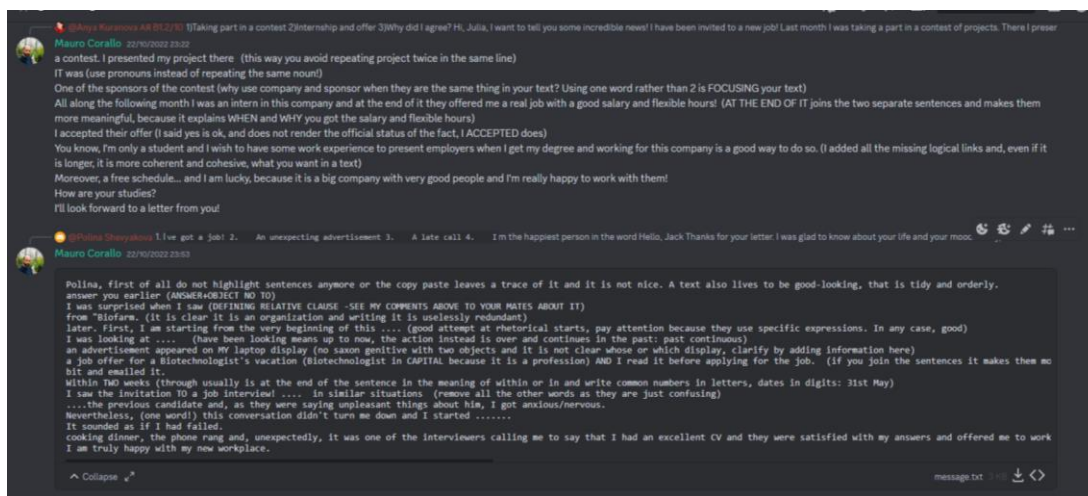 @Anya Kuranova AR B1.2/10 1)Taking part in a contest 2)Internship and offer 3)Why did I agree? Hi, Julia, I want to tell you some incredible news! I have been invited to a new job! Last month I was taking a part in a contest of projects. There I preser
Mauro Corallo 22/10/2022 23:22
a contest. I presented my project there (this way you avoid repeating project twice in the same line)
IT was (use pronouns instead of repeating the same noun!)
One of the sponsors of the contest (why use company and sponsor when they are the same thing in your text? Using one word rather than 2 is FOCUSING your text)
All along the following month I was an intern in this company and at the end of it they offered me a real job with a good salary and flexible hours! (AT THE END OF IT joins the two separate sentences and makes them
more meaningful, because it explains WHEN and WHY you got the salary and flexible hours)
I accepted their offer (I said yes is ok, and does not render the official status of the fact, I ACCEPTED does)
You know, I'm only a student and I wish to have some work experience to present employers when I get my degree and working for this company is a good way to do so. (I added all the missing logical links and, even if it
is longer, it is more coherent and cohesive, what you want in a text)
Moreover, a free schedule... and I am lucky, because it is a big company with very good people and I'm really happy to work with them!
How are your studies?
I'll look forward to a letter from you!
@Polina 1. I've got a job! 2. An unexpecting advertisement 3. A late call 4. I m the happiest person in the word Hello, Jack Thanks for your letter. I was glad to know about your life and your mooc
Mauro Corallo 22/10/2022 23:53
Polina, first of all do not highlight sentences anymore or the copy paste leaves a trace of it and it is not nice. A text also lives to be good-looking, that is tidy and orderly.
answer you earlier (ANSWER+OBJECT NO TO)
I was surprised when I saw (DEFINING RELATIVE CLAUSE -SEE MY COMMENTS ABOVE TO YOUR MATES ABOUT IT)
from "Biofarm. (it is clear it is an organization and writing it is uselessly redundant)
later. First, I am starting from the very beginning of this .... (good attempt at rhetorical starts, pay attention because they use specific expressions. In any case, good)
I was looking at .... (have been looking means up to now, the action instead is over and continues in the past: past continuous)
an advertisement appeared on MY laptop display (no saxon genitive with two objects and it is not clear whose or which display, clarify by adding information here)
a job offer for a Biotechnologist's vacation (Biotechnologist in CAPITAL because it is a profession) AND I read it before applying for the job. (if you join the sentences it makes them mo
bit and emailed it.
Within TWO weeks (through usually is at the end of the sentence in the meaning of within or in and write common numbers in letters, dates in digits: 31st May)
I saw the invitation TO a job interview! .... in similar situations (remove all the other words as they are just confusing)
....the previous candidate and, as they were saying unpleasant things about him, I got anxious/nervous.
Nevertheless, (one word!) this conversation didn't turn me down and I started .......
It sounded as if I had failed.
cooking dinner, the phone rang and, unexpectedly, it was one of the interviewers calling me to say that I had an excellent CV and they were satisfied with my answers and offered me to work
I am truly happy with my new workplace.
Collapse
message.txt